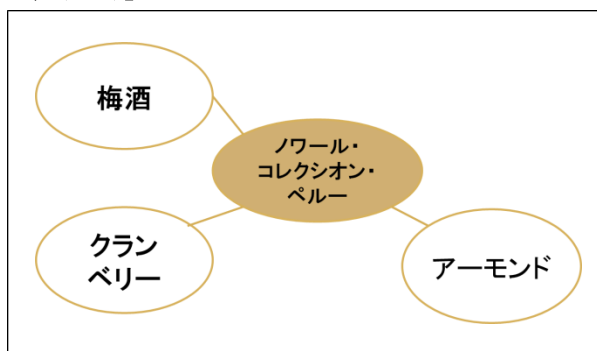 梅酒
ノワール・
コレクシオン・
ペルー
クラン
ベリー
アーモンド